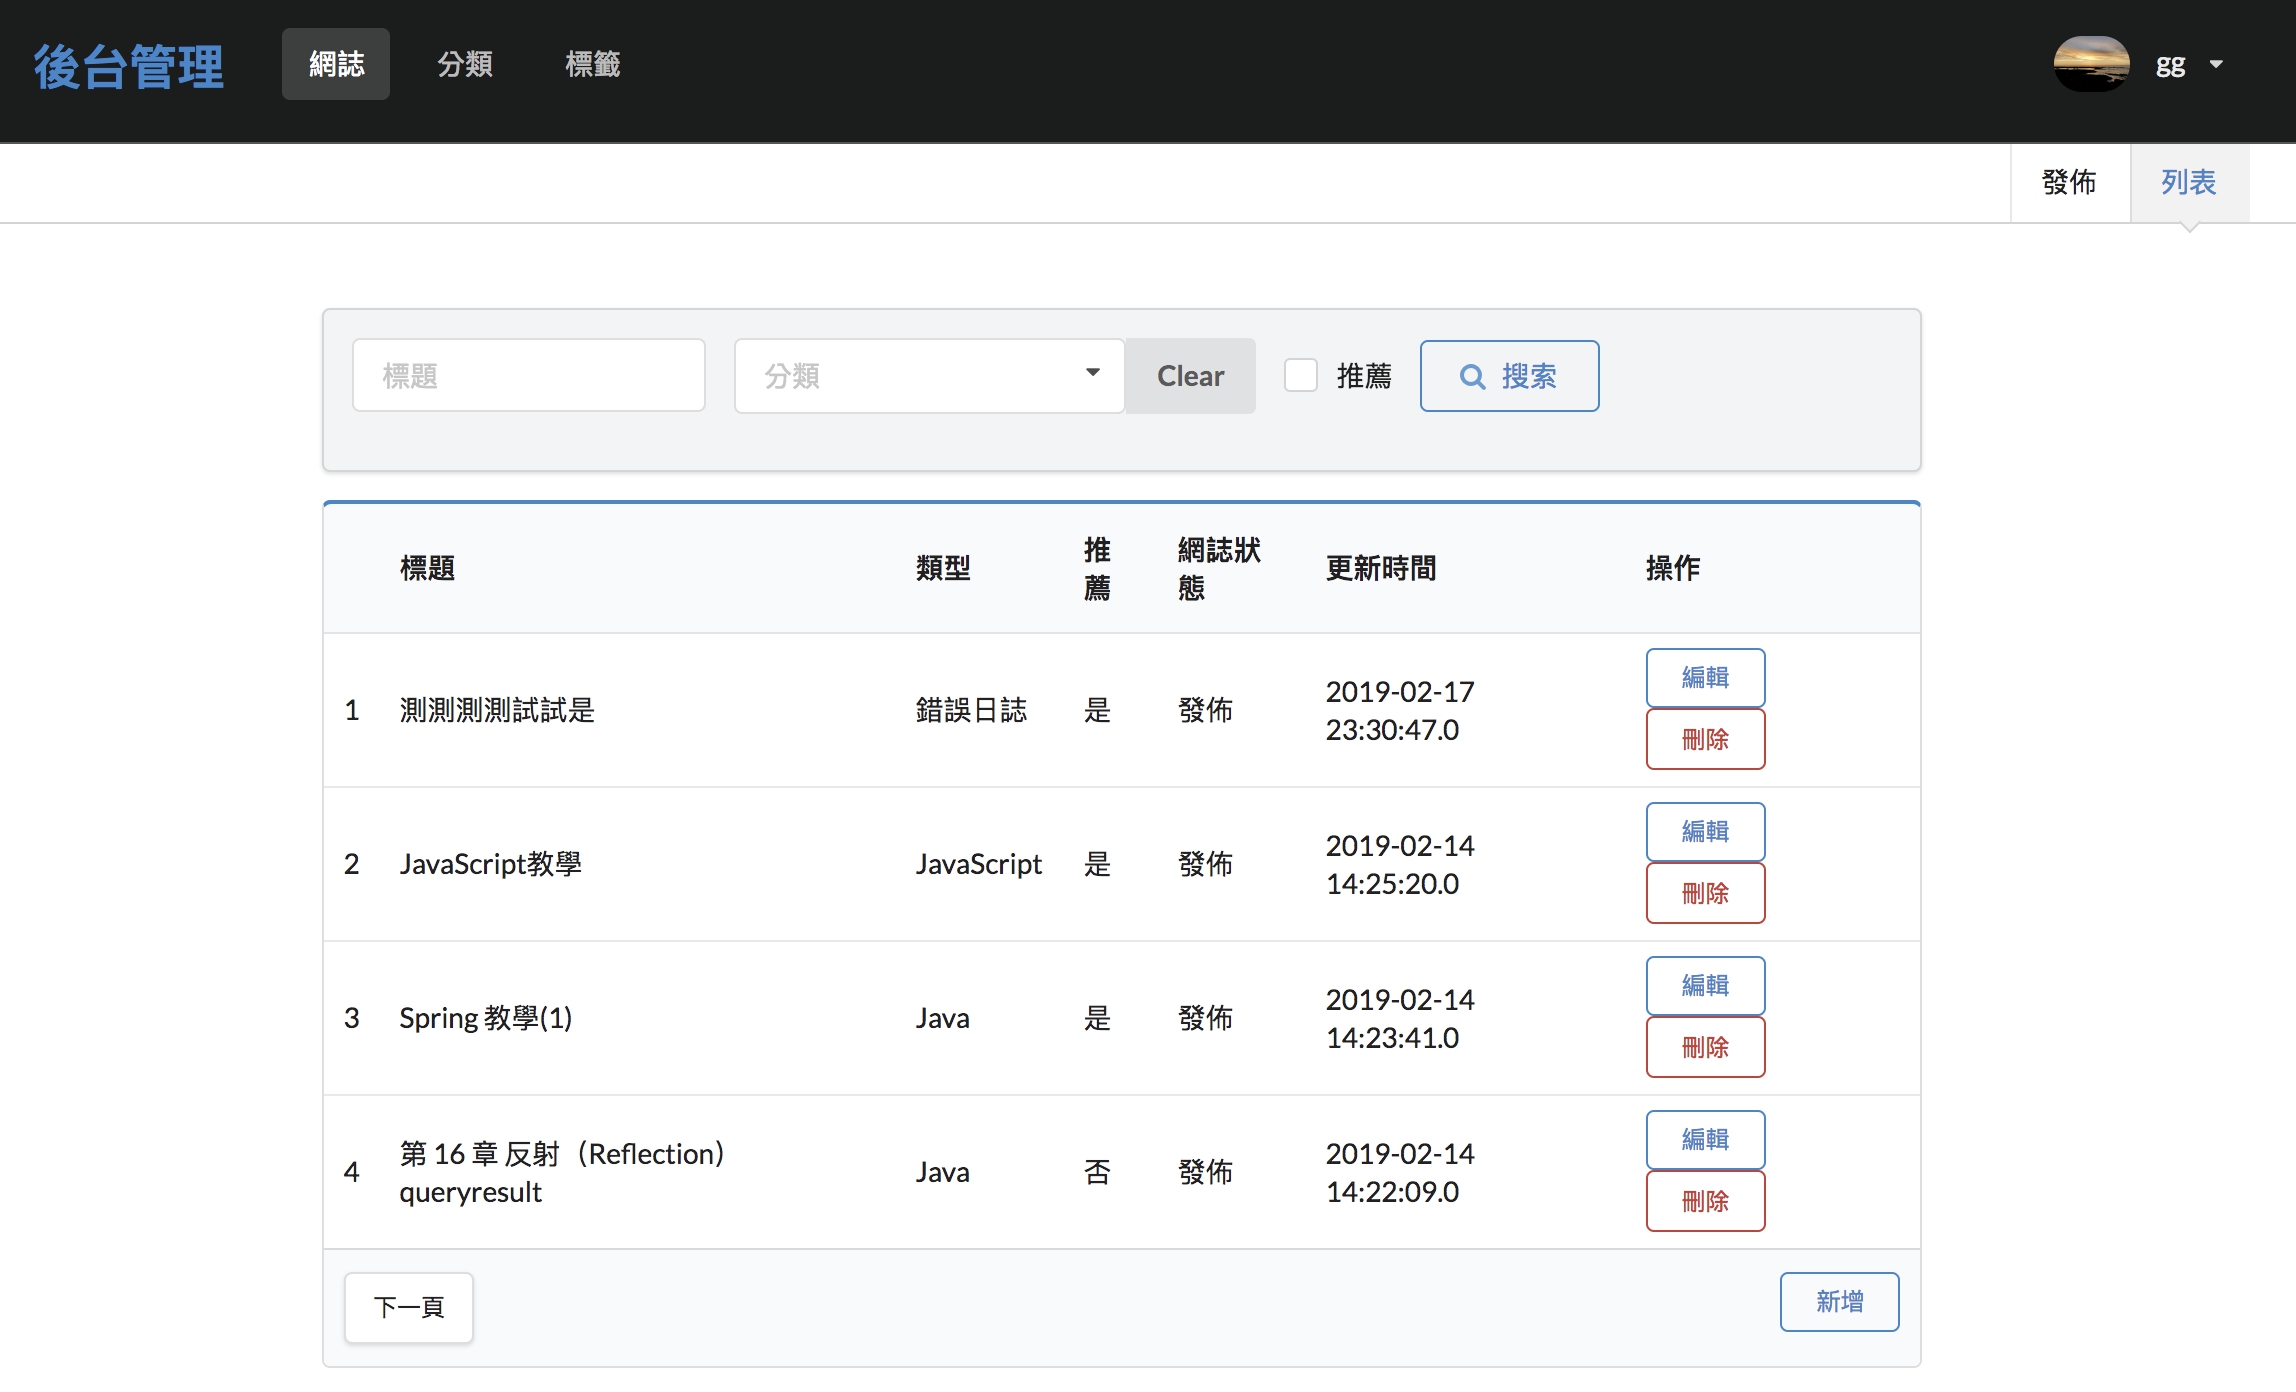 後台管理 網誌 分類 標籤 gg
發佈 列表
標題 分類 Clear 推薦 搜索
標題 類型 推薦 網誌狀態 更新時間 操作
1 測測測測試試是 錯誤日誌 是 發佈 2019-02-17 23:30:47.0 編輯 刪除
2 JavaScript教學 JavaScript 是 發佈 2019-02-14 14:25:20.0 編輯 刪除
3 Spring 教學(1) Java 是 發佈 2019-02-14 14:23:41.0 編輯 刪除
4 第 16 章 反射（Reflection） queryresult Java 否 發佈 2019-02-14 14:22:09.0 編輯 刪除
下一頁 新增